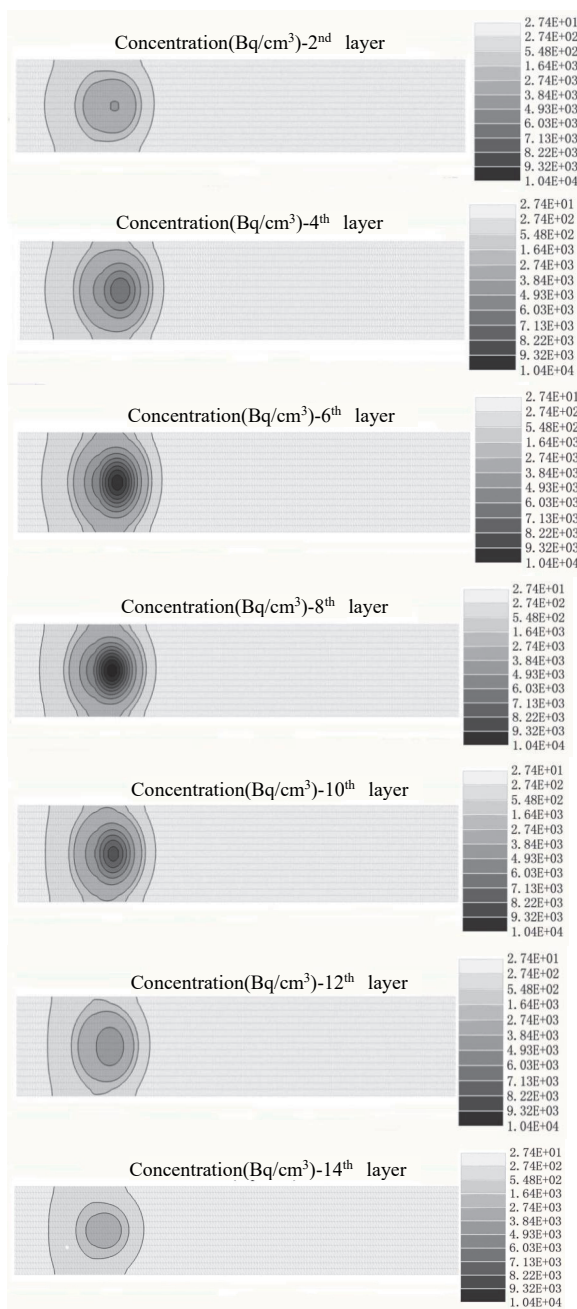 Concentration(Bq/cm³)-2nd layer
2.74E+01
2.74E+02
5.48E+02
1.64E+03
2.74E+03
3.84E+03
4.93E+03
6.03E+03
7.13E+03
8.22E+03
9.32E+03
1.04E+04
Concentration(Bq/cm³)-4th layer
2.74E+01
2.74E+02
5.48E+02
1.64E+03
2.74E+03
3.84E+03
4.93E+03
6.03E+03
7.13E+03
8.22E+03
9.32E+03
1.04E+04
Concentration(Bq/cm³)-6th layer
2.74E+01
2.74E+02
5.48E+02
1.64E+03
2.74E+03
3.84E+03
4.93E+03
6.03E+03
7.13E+03
8.22E+03
9.32E+03
1.04E+04
Concentration(Bq/cm³)-8th layer
2.74E+01
2.74E+02
5.48E+02
1.64E+03
2.74E+03
3.84E+03
4.93E+03
6.03E+03
7.13E+03
8.22E+03
9.32E+03
1.04E+04
Concentration(Bq/cm³)-10th layer
2.74E+01
2.74E+02
5.48E+02
1.64E+03
2.74E+03
3.84E+03
4.93E+03
6.03E+03
7.13E+03
8.22E+03
9.32E+03
1.04E+04
Concentration(Bq/cm³)-12th layer
2.74E+01
2.74E+02
5.48E+02
1.64E+03
2.74E+03
3.84E+03
4.93E+03
6.03E+03
7.13E+03
8.22E+03
9.32E+03
1.04E+04
Concentration(Bq/cm³)-14th layer
2.74E+01
2.74E+02
5.48E+02
1.64E+03
2.74E+03
3.84E+03
4.93E+03
6.03E+03
7.13E+03
8.22E+03
9.32E+03
1.04E+04